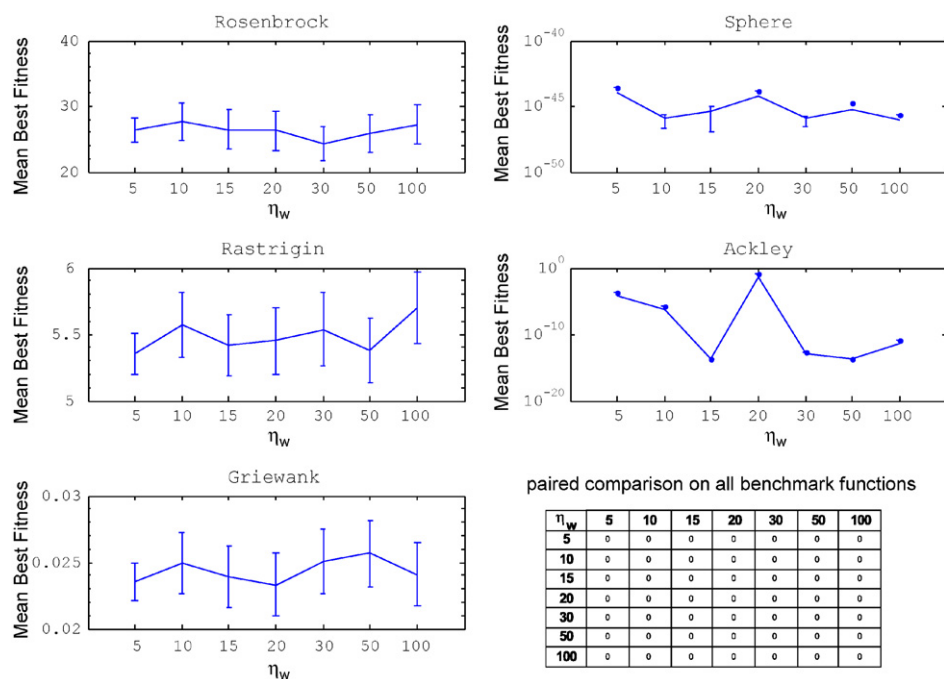 Rosenbrock
Mean Best Fitness
40
30
20
5 10 15 20 30 50 100
ηw
Sphere
Mean Best Fitness
10^-40
10^-45
10^-50
5 10 15 20 30 50 100
ηw
Rastrigin
Mean Best Fitness
6
5.5
5
5 10 15 20 30 50 100
ηw
Ackley
Mean Best Fitness
10^0
10^-10
10^-20
5 10 15 20 30 50 100
ηw
Griewank
Mean Best Fitness
0.03
0.025
0.02
5 10 15 20 30 50 100
ηw
paired comparison on all benchmark functions
ηw 5 10 15 20 30 50 100
5 0 0 0 0 0 0 0
10 0 0 0 0 0 0 0
15 0 0 0 0 0 0 0
20 0 0 0 0 0 0 0
30 0 0 0 0 0 0 0
50 0 0 0 0 0 0 0
100 0 0 0 0 0 0 0